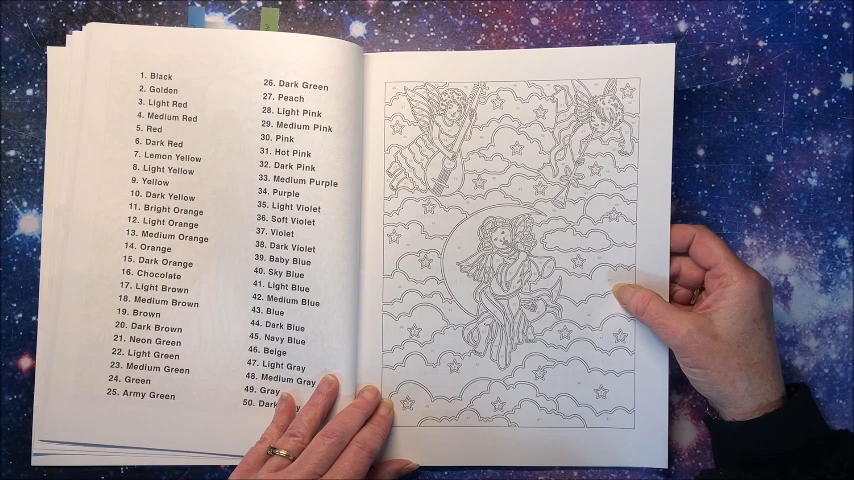 1. Black
2. Golden
3. Light Red
4. Medium Red
5. Red
6. Dark Red
7. Lemon Yellow
8. Light Yellow
9. Yellow
10. Dark Yellow
11. Bright Orange
12. Light Orange
13. Medium Orange
14. Orange
15. Dark Orange
16. Chocolate
17. Light Brown
18. Medium Brown
19. Brown
20. Dark Brown
21. Neon Green
22. Light Green
23. Medium Green
24. Green
25. Army Green
26. Dark Green
27. Peach
28. Light Pink
29. Medium Pink
30. Pink
31. Hot Pink
32. Dark Pink
33. Medium Purple
34. Purple
35. Light Violet
36. Soft Violet
37. Violet
38. Dark Violet
39. Baby Blue
40. Sky Blue
41. Light Blue
42. Medium Blue
43. Blue
44. Dark Blue
45. Navy Blue
46. Beige
47. Light Gray
48. Medium Gray
49. Gray
50. Dark